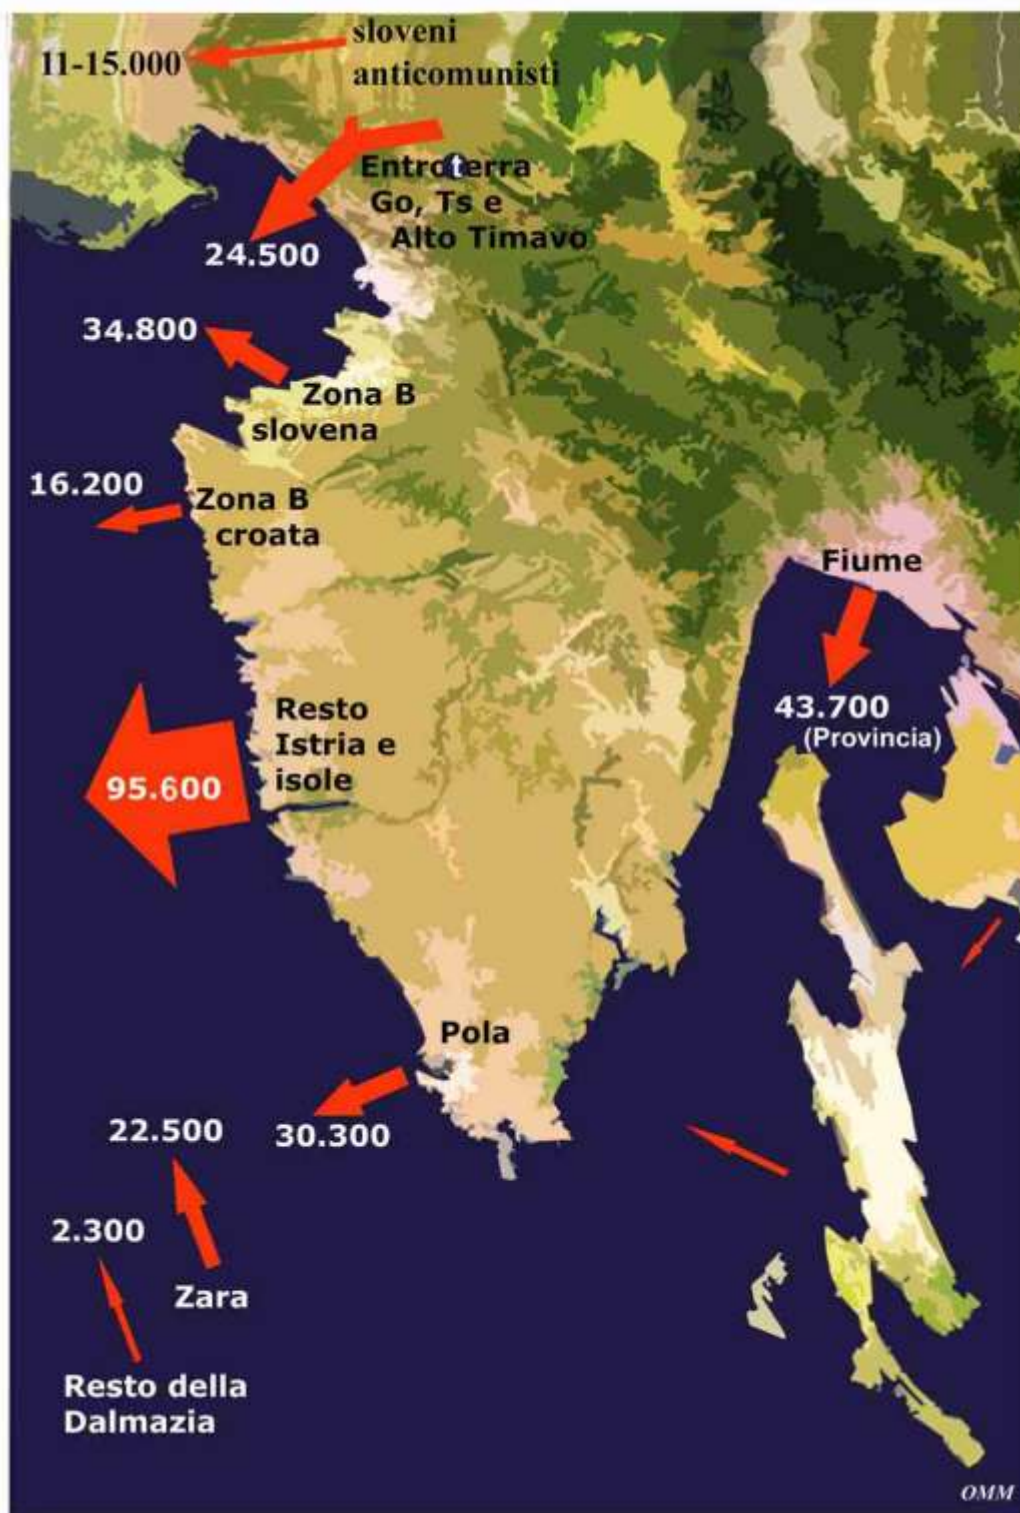 sloveni
11-15.000
anticomunisti
Entroterra
Go, Ts e
Alto Timavo
24.500
34.800
Zona B
slovena
16.200
Zona B
croata
Fiume
43.700
(Provincia)
Resto
Istria e
isole
95.600
Pola
30.300
22.500
2.300
Zara
Resto della
Dalmazia
OMM